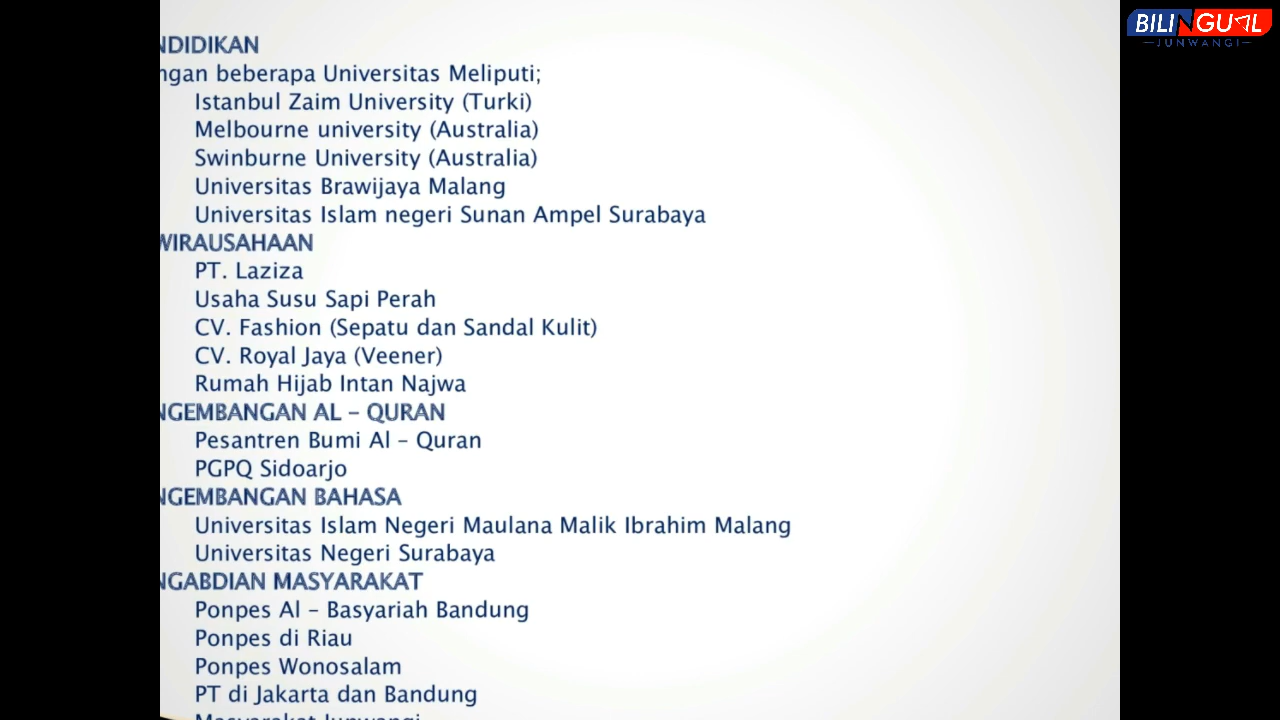 BILINGUAL
JUNWANGI
NDIDIKAN
ngan beberapa Universitas Meliputi;
Istanbul Zaim University (Turki)
Melbourne university (Australia)
Swinburne University (Australia)
Universitas Brawijaya Malang
Universitas Islam negeri Sunan Ampel Surabaya
WIRAUSAHAAN
PT. Laziza
Usaha Susu Sapi Perah
CV. Fashion (Sepatu dan Sandal Kulit)
CV. Royal Jaya (Veener)
Rumah Hijab Intan Najwa
NGEMBANGAN AL – QURAN
Pesantren Bumi Al – Quran
PGPQ Sidoarjo
NGEMBANGAN BAHASA
Universitas Islam Negeri Maulana Malik Ibrahim Malang
Universitas Negeri Surabaya
NGABDIAN MASYARAKAT
Ponpes Al – Basyariah Bandung
Ponpes di Riau
Ponpes Wonosalam
PT di Jakarta dan Bandung
Masyarakat Junwangi